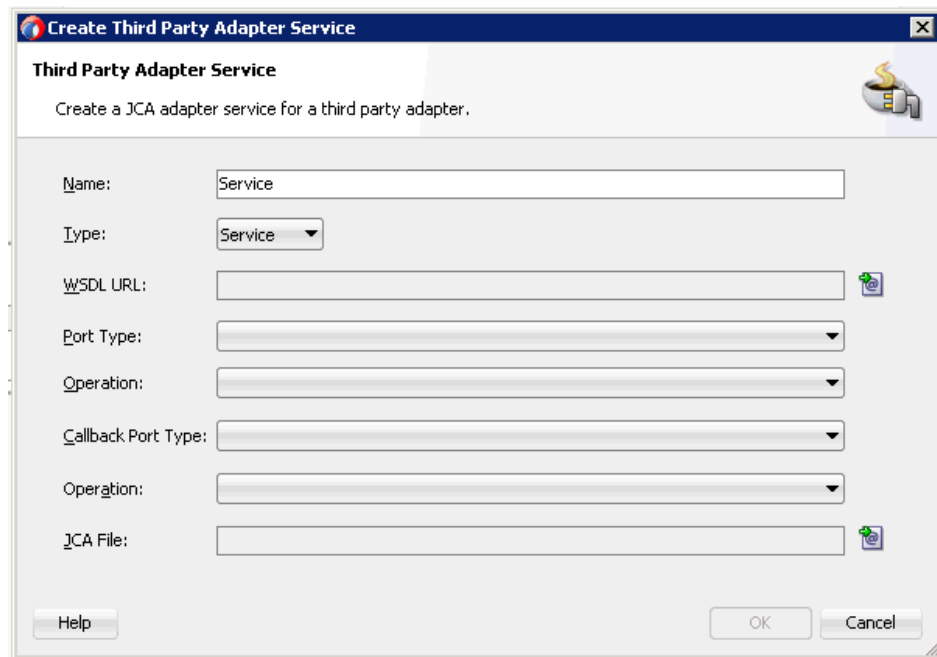 Create Third Party Adapter Service
Third Party Adapter Service
Create a JCA adapter service for a third party adapter.
Name: Service
Type: Service
WSDL URL:
Port Type:
Operation:
Callback Port Type:
Operation:
JCA File:
Help OK Cancel